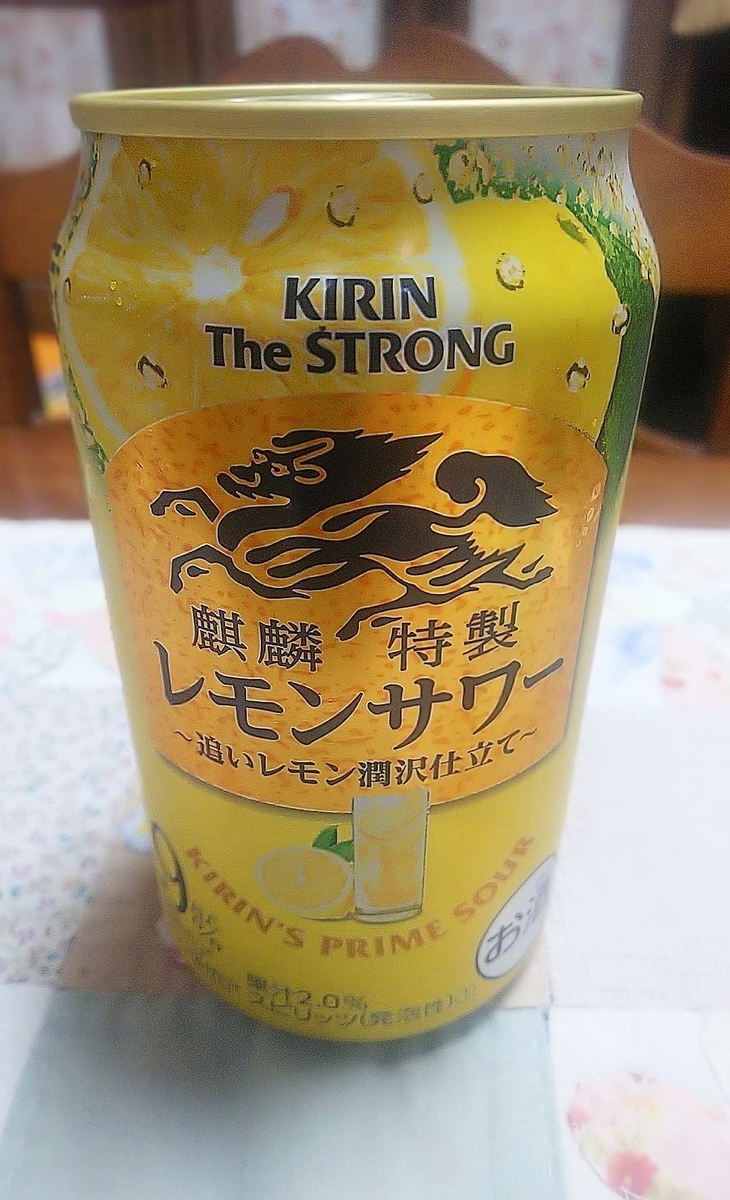 KIRIN
The STRONG
麒麟 特製
レモンサワー
~追いレモン潤沢仕立て~
KIRIN'S PRIME SOUR
お酒
9
果汁2.0%
スピリッツ(発泡性)①